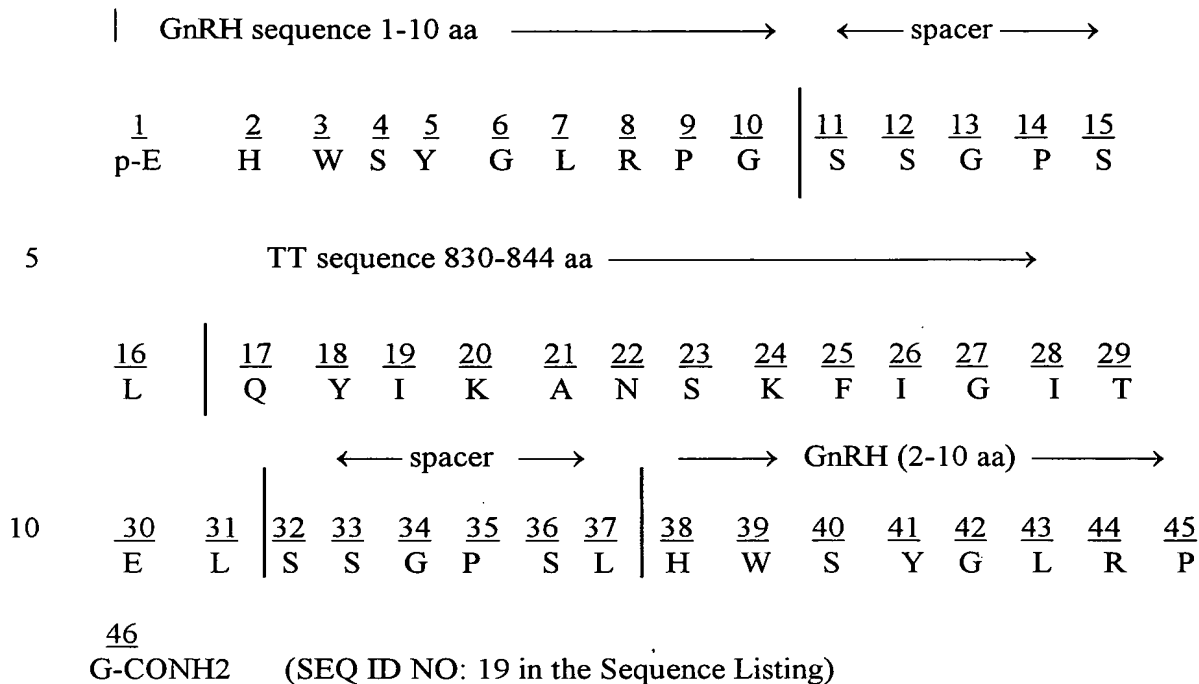 GnRH sequence 1-10 aa ⟶ ⟵ spacer ⟶
1 2 3 4 5 6 7 8 9 10 11 12 13 14 15
p-E H W S Y G L R P G S S G P S
5 TT sequence 830-844 aa ⟶
16 17 18 19 20 21 22 23 24 25 26 27 28 29
L Q Y I K A N S K F I G I T
⟵ spacer ⟶ ⟶ GnRH (2-10 aa) ⟶
10 30 31 32 33 34 35 36 37 38 39 40 41 42 43 44 45
E L S S G P S L H W S Y G L R P
46
G-CONH2 (SEQ ID NO: 19 in the Sequence Listing)